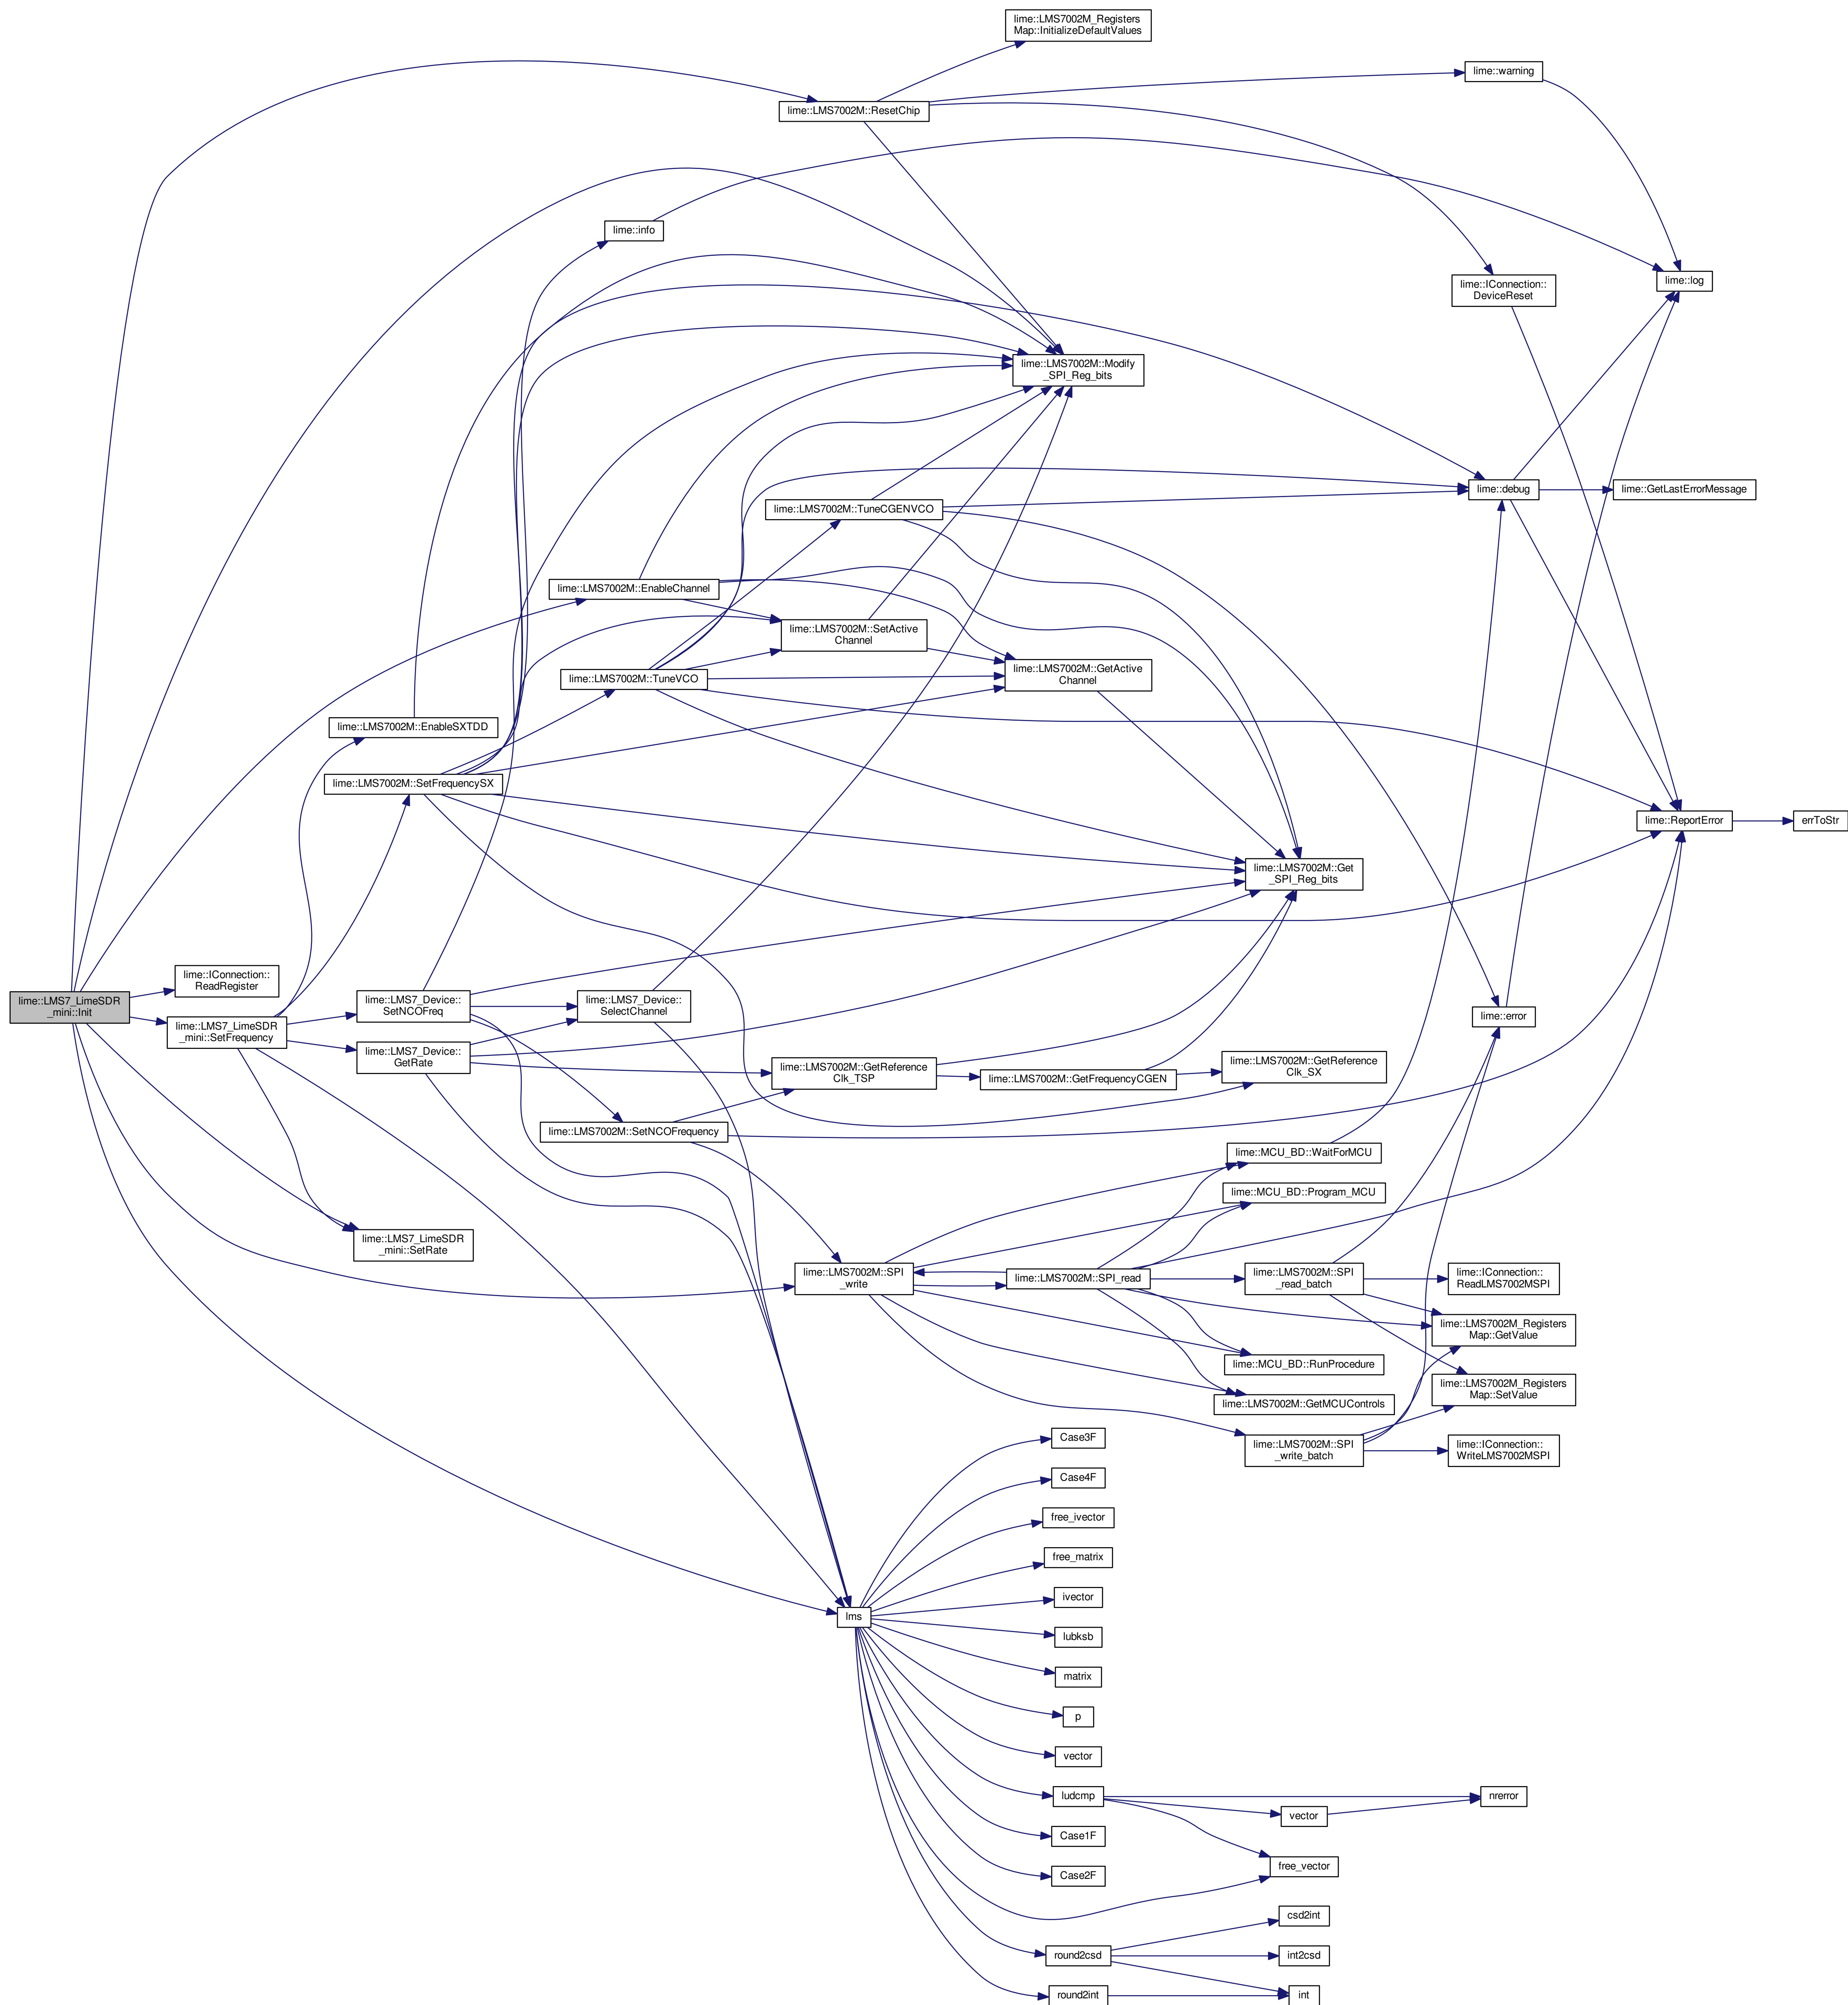 lime::LMS7002M_Registers
Map::InitializeDefaultValues
lime::warning
lime::LMS7002M::ResetChip
lime::info
lime::IConnection::
DeviceReset
lime::log
lime::LMS7002M::Modify
_SPI_Reg_bits
lime::debug
lime::GetLastErrorMessage
lime::LMS7002M::TuneCGENVCO
lime::LMS7002M::EnableChannel
lime::LMS7002M::SetActive
Channel
lime::LMS7002M::GetActive
Channel
lime::LMS7002M::TuneVCO
lime::LMS7002M::EnableSXTDD
lime::LMS7002M::SetFrequencySX
lime::ReportError
errToStr
lime::LMS7002M::Get
_SPI_Reg_bits
lime::IConnection::
ReadRegister
lime::LMS7_LimeSDR
_mini::Init
lime::LMS7_Device::
SetNCOFreq
lime::LMS7_Device::
SelectChannel
lime::error
lime::LMS7_LimeSDR
_mini::SetFrequency
lime::LMS7_Device::
GetRate
lime::LMS7002M::GetReference
Clk_TSP
lime::LMS7002M::GetFrequencyCGEN
lime::LMS7002M::GetReference
Clk_SX
lime::LMS7002M::SetNCOFrequency
lime::MCU_BD::WaitForMCU
lime::MCU_BD::Program_MCU
lime::LMS7_LimeSDR
_mini::SetRate
lime::LMS7002M::SPI
_write
lime::LMS7002M::SPI_read
lime::LMS7002M::SPI
_read_batch
lime::IConnection::
ReadLMS7002MSPI
lime::LMS7002M_Registers
Map::GetValue
lime::MCU_BD::RunProcedure
lime::LMS7002M_Registers
Map::SetValue
lime::LMS7002M::GetMCUControls
lime::LMS7002M::SPI
_write_batch
lime::IConnection::
WriteLMS7002MSPI
Case3F
Case4F
free_ivector
free_matrix
ivector
lms
lubksb
matrix
p
vector
ludcmp
nrerror
vector
Case1F
free_vector
Case2F
csd2int
round2csd
int2csd
round2int
int